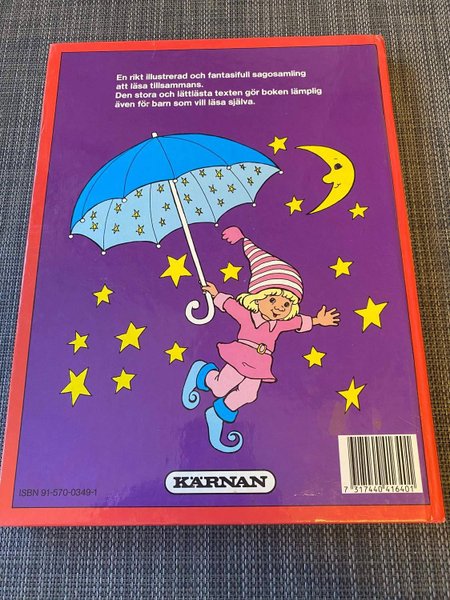 En rikt illustrerad och fantasifull sagosamling
att läsa tillsammans.
Den stora och lättlästa texten gör boken lämplig
även för barn som vill läsa själva.
KÄRNAN
ISBN 91-570-0349-1
7 317440 416401